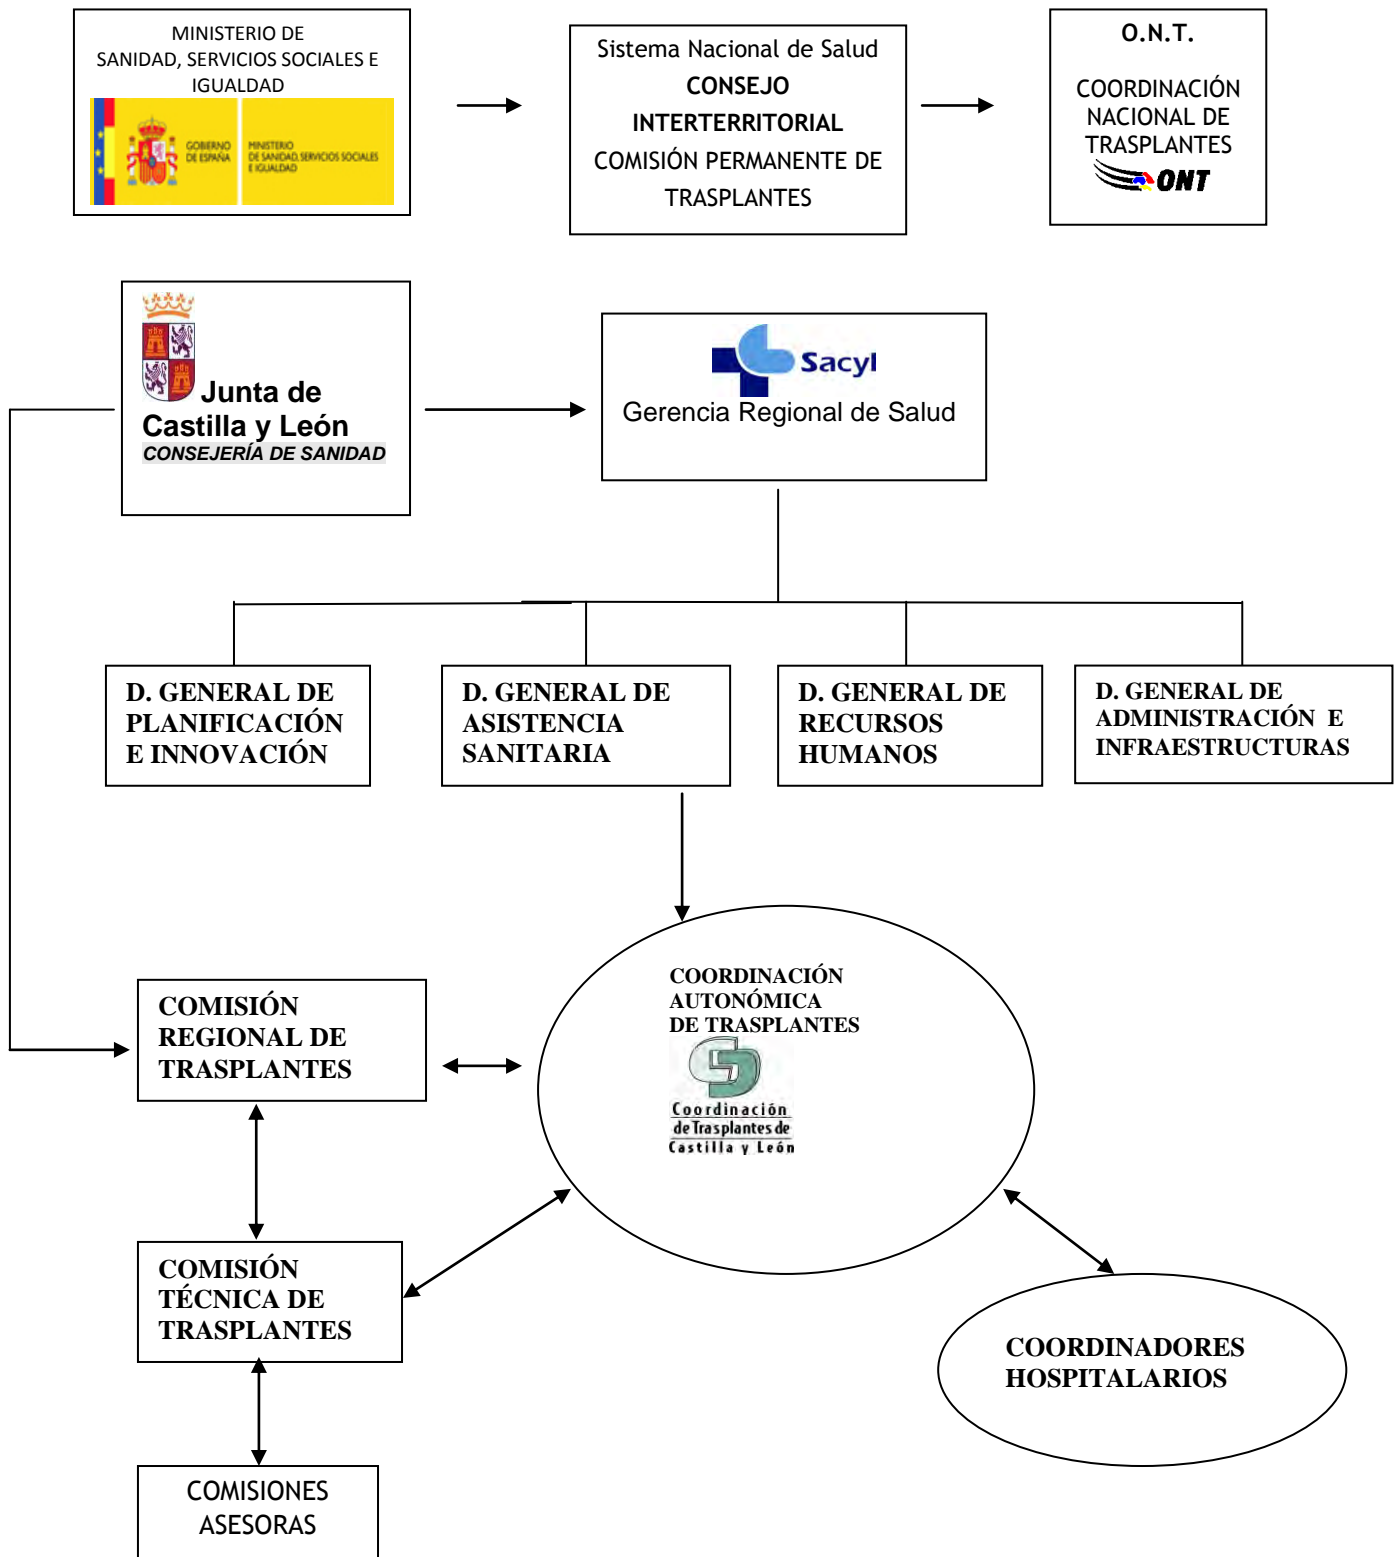 MINISTERIO DE
SANIDAD, SERVICIOS SOCIALES E
IGUALDAD
GOBIERNO
DE ESPAÑA
MINISTERIO
DE SANIDAD, SERVICIOS SOCIALES
E IGUALDAD
Sistema Nacional de Salud
CONSEJO
INTERTERRITORIAL
COMISIÓN PERMANENTE DE
TRASPLANTES
O.N.T.
COORDINACIÓN
NACIONAL DE
TRASPLANTES
ONT
Junta de
Castilla y León
CONSEJERÍA DE SANIDAD
Sacyl
Gerencia Regional de Salud
D. GENERAL DE
PLANIFICACIÓN
E INNOVACIÓN
D. GENERAL DE
ASISTENCIA
SANITARIA
D. GENERAL DE
RECURSOS
HUMANOS
D. GENERAL DE
ADMINISTRACIÓN E
INFRAESTRUCTURAS
COORDINACIÓN
AUTONÓMICA
DE TRASPLANTES
Coordinación
de Trasplantes de
Castilla y León
COMISIÓN
REGIONAL DE
TRASPLANTES
COMISIÓN
TÉCNICA DE
TRASPLANTES
COORDINADORES
HOSPITALARIOS
COMISIONES
ASESORAS